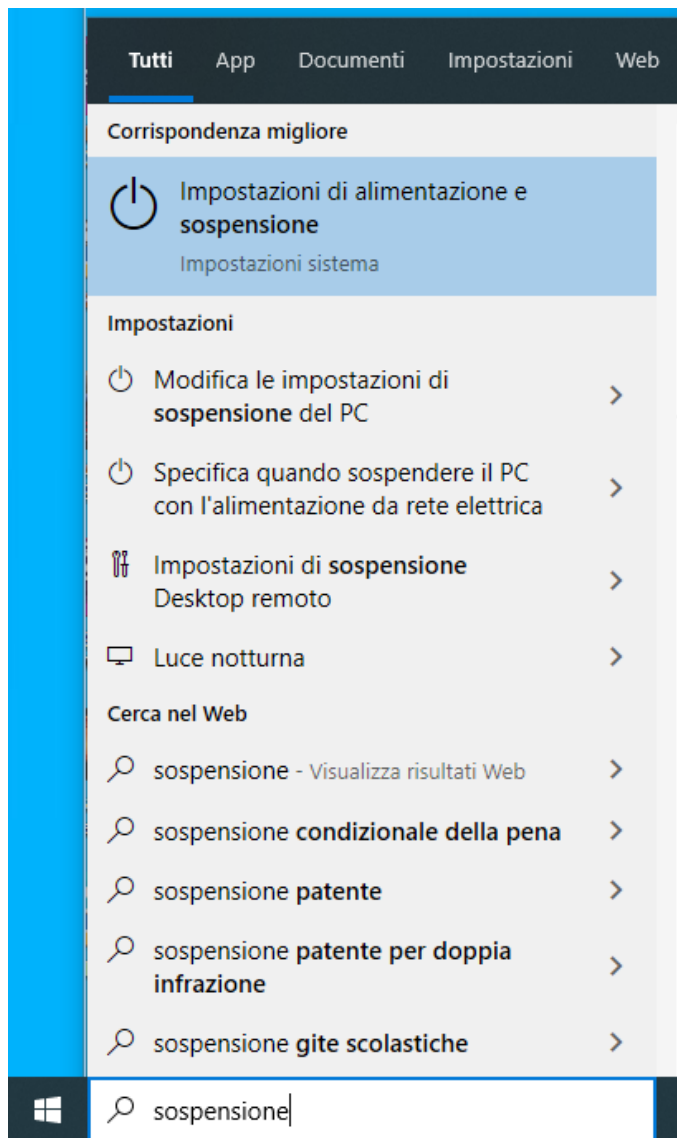 Tutti App Documenti Impostazioni Web
Corrispondenza migliore
Impostazioni di alimentazione e
sospensione
Impostazioni sistema
Impostazioni
Modifica le impostazioni di
sospensione del PC
Specifica quando sospendere il PC
con l'alimentazione da rete elettrica
Impostazioni di sospensione
Desktop remoto
Luce notturna
Cerca nel Web
sospensione - Visualizza risultati Web
sospensione condizionale della pena
sospensione patente
sospensione patente per doppia
infrazione
sospensione gite scolastiche
sospensione